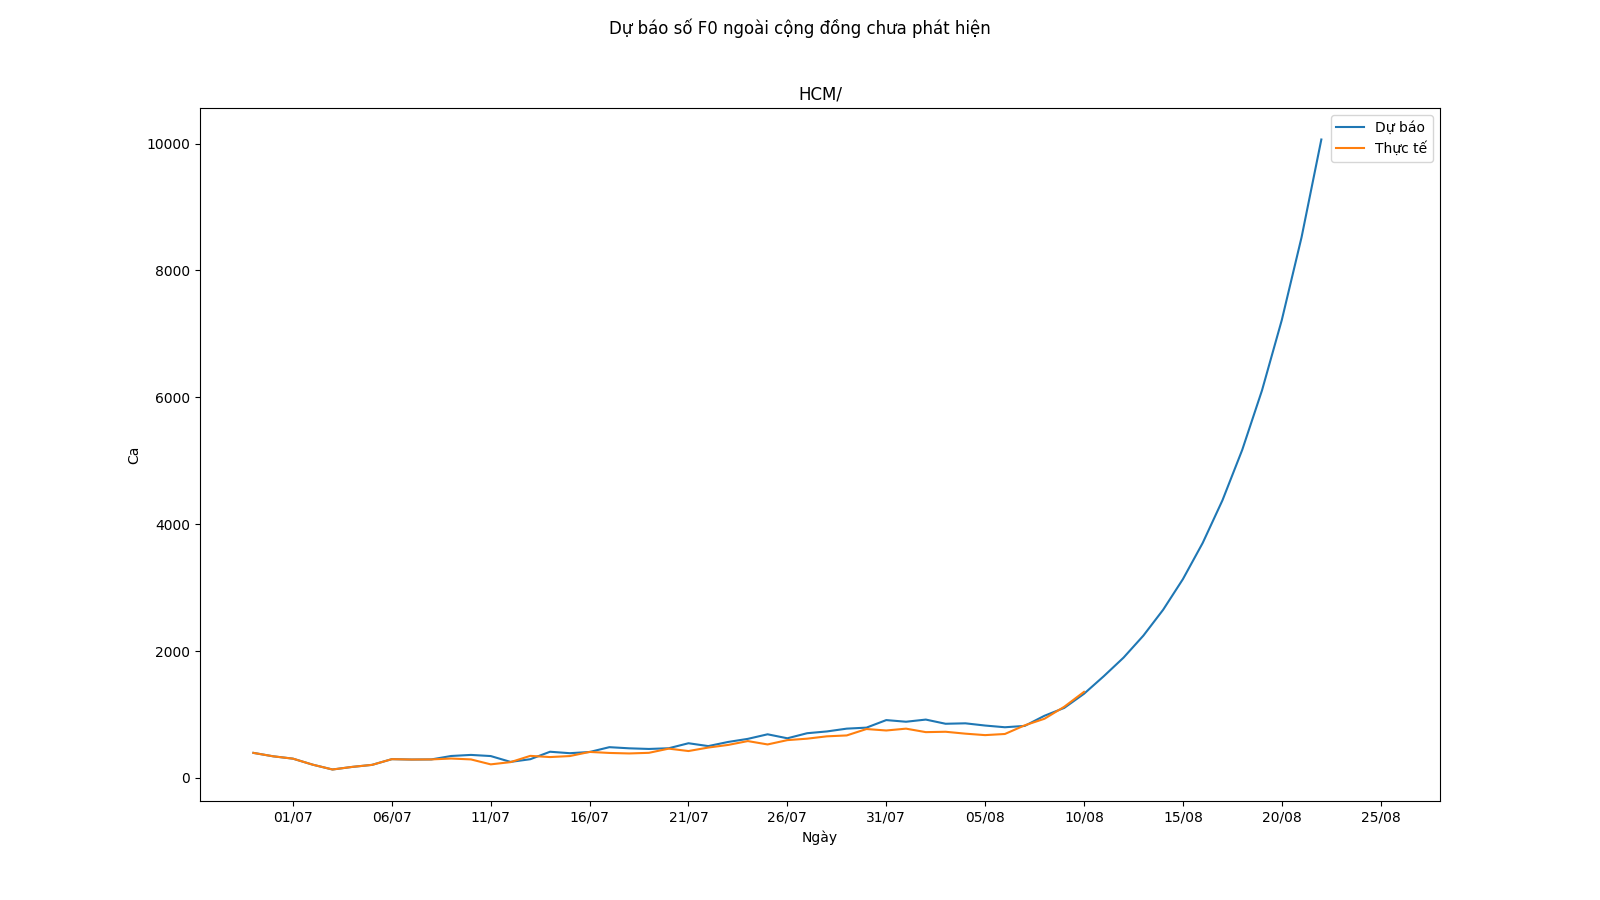 Dự báo số F0 ngoài cộng đồng chưa phát hiện
HCM/
Dự báo
Thực tế
10000
8000
6000
4000
2000
0
Ca
01/07 06/07 11/07 16/07 21/07 26/07 31/07 05/08 10/08 15/08 20/08 25/08
Ngày